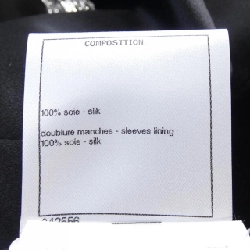 COMPOSITION
100% soie - silk
doublure manches - sleeves lining
100% soie - silk